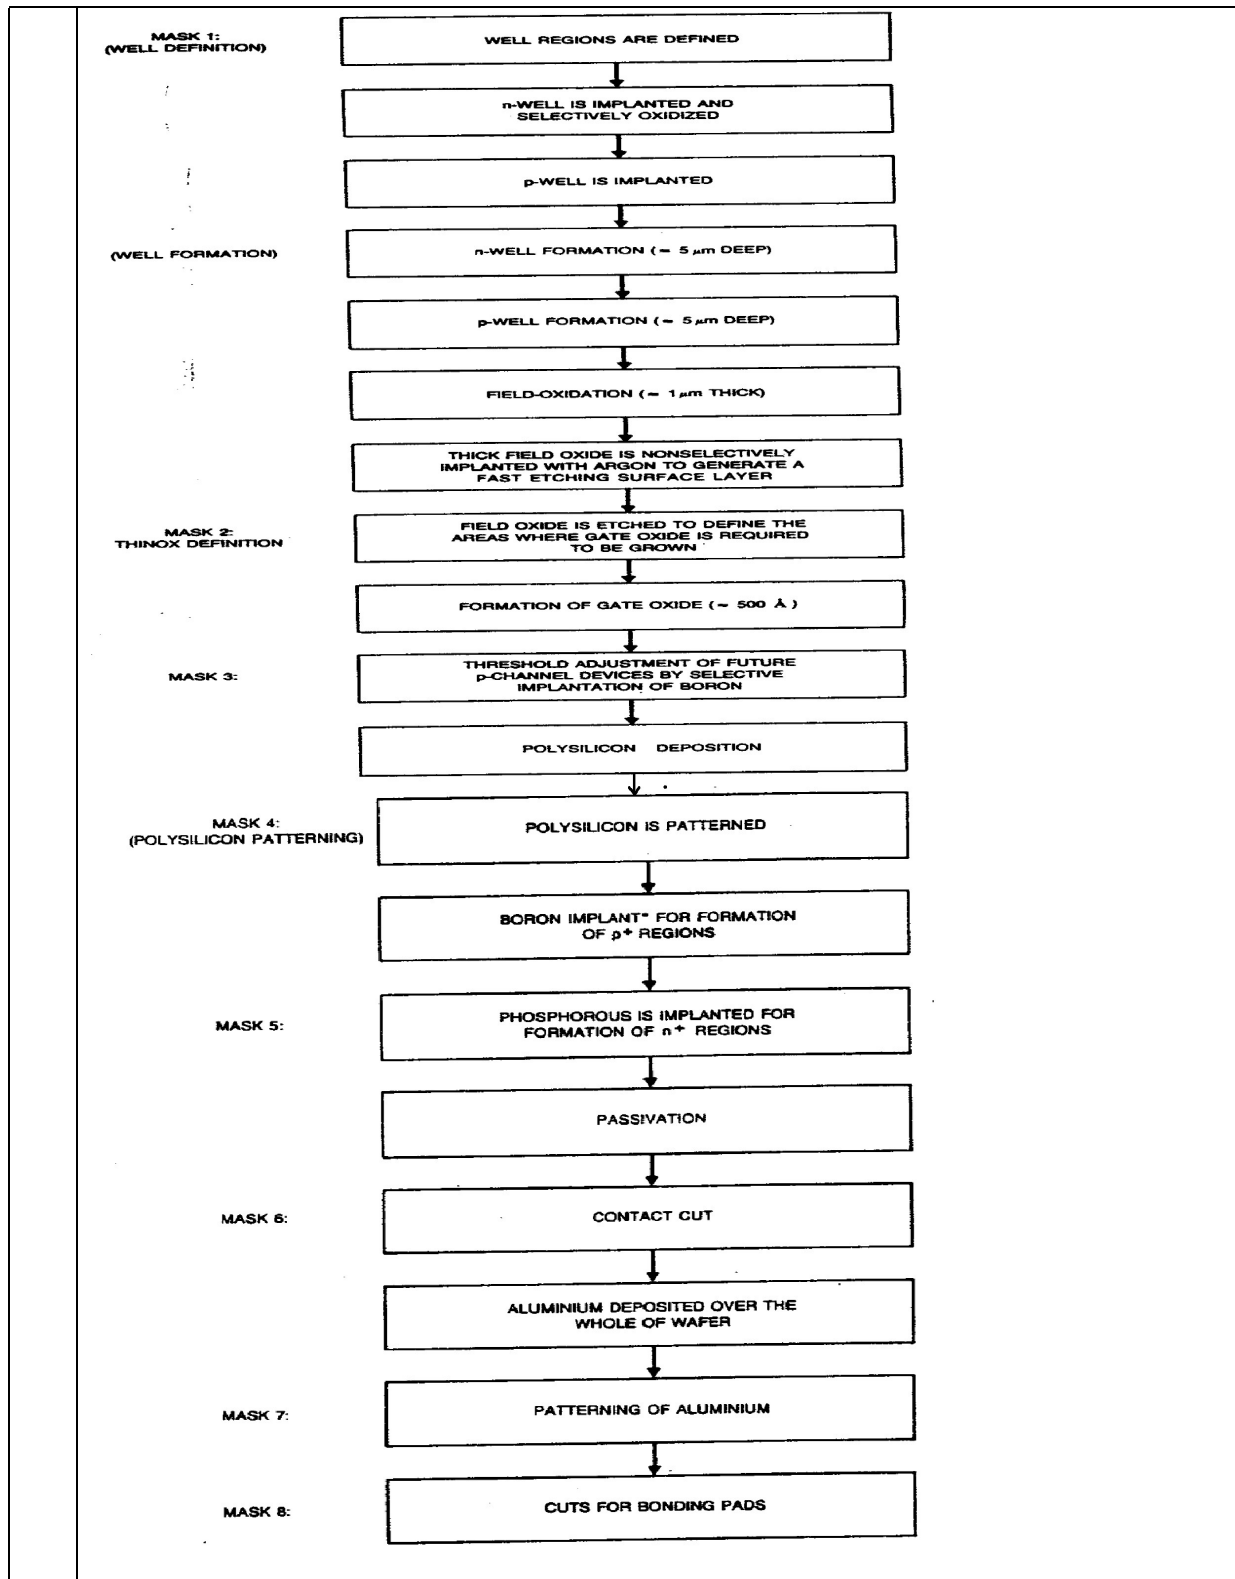 MASK 1:
(WELL DEFINITION)
WELL REGIONS ARE DEFINED
n-WELL IS IMPLANTED AND
SELECTIVELY OXIDIZED
p-WELL IS IMPLANTED
(WELL FORMATION)
n-WELL FORMATION (≈ 5 μm DEEP)
p-WELL FORMATION (≈ 5 μm DEEP)
FIELD-OXIDATION (≈ 1 μm THICK)
THICK FIELD OXIDE IS NONSELECTIVELY
IMPLANTED WITH ARGON TO GENERATE A
FAST ETCHING SURFACE LAYER
MASK 2:
THINOX DEFINITION
FIELD OXIDE IS ETCHED TO DEFINE THE
AREAS WHERE GATE OXIDE IS REQUIRED
TO BE GROWN
FORMATION OF GATE OXIDE (~ 500 Å)
MASK 3:
THRESHOLD ADJUSTMENT OF FUTURE
p-CHANNEL DEVICES BY SELECTIVE
IMPLANTATION OF BORON
POLYSILICON DEPOSITION
MASK 4:
(POLYSILICON PATTERNING)
POLYSILICON IS PATTERNED
BORON IMPLANT* FOR FORMATION
OF p+ REGIONS
MASK 5:
PHOSPHOROUS IS IMPLANTED FOR
FORMATION OF n+ REGIONS
PASSIVATION
MASK 6:
CONTACT CUT
ALUMINIUM DEPOSITED OVER THE
WHOLE OF WAFER
MASK 7:
PATTERNING OF ALUMINIUM
MASK 8:
CUTS FOR BONDING PADS